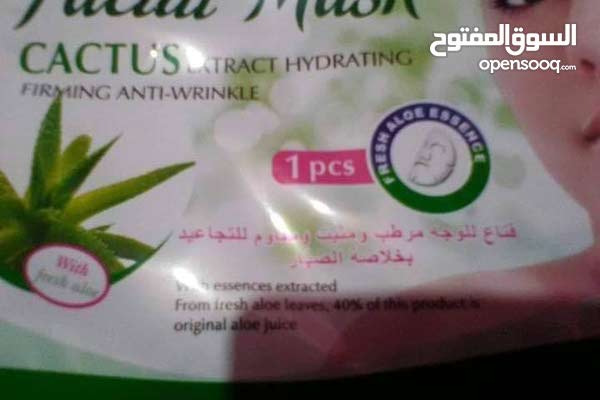 Facial Mask
السوق المفتوح
opensooq.com
CACTUS EXTRACT HYDRATING
FIRMING ANTI-WRINKLE
FRESH ALOE ESSENCE
1 pcs
قناع للوجه مرطب ومثبت ومقاوم للتجاعيد
بخلاصه الصبار
With
fresh aloe
With essences extracted
From fresh aloe leaves, 40% of this product is
original aloe juice